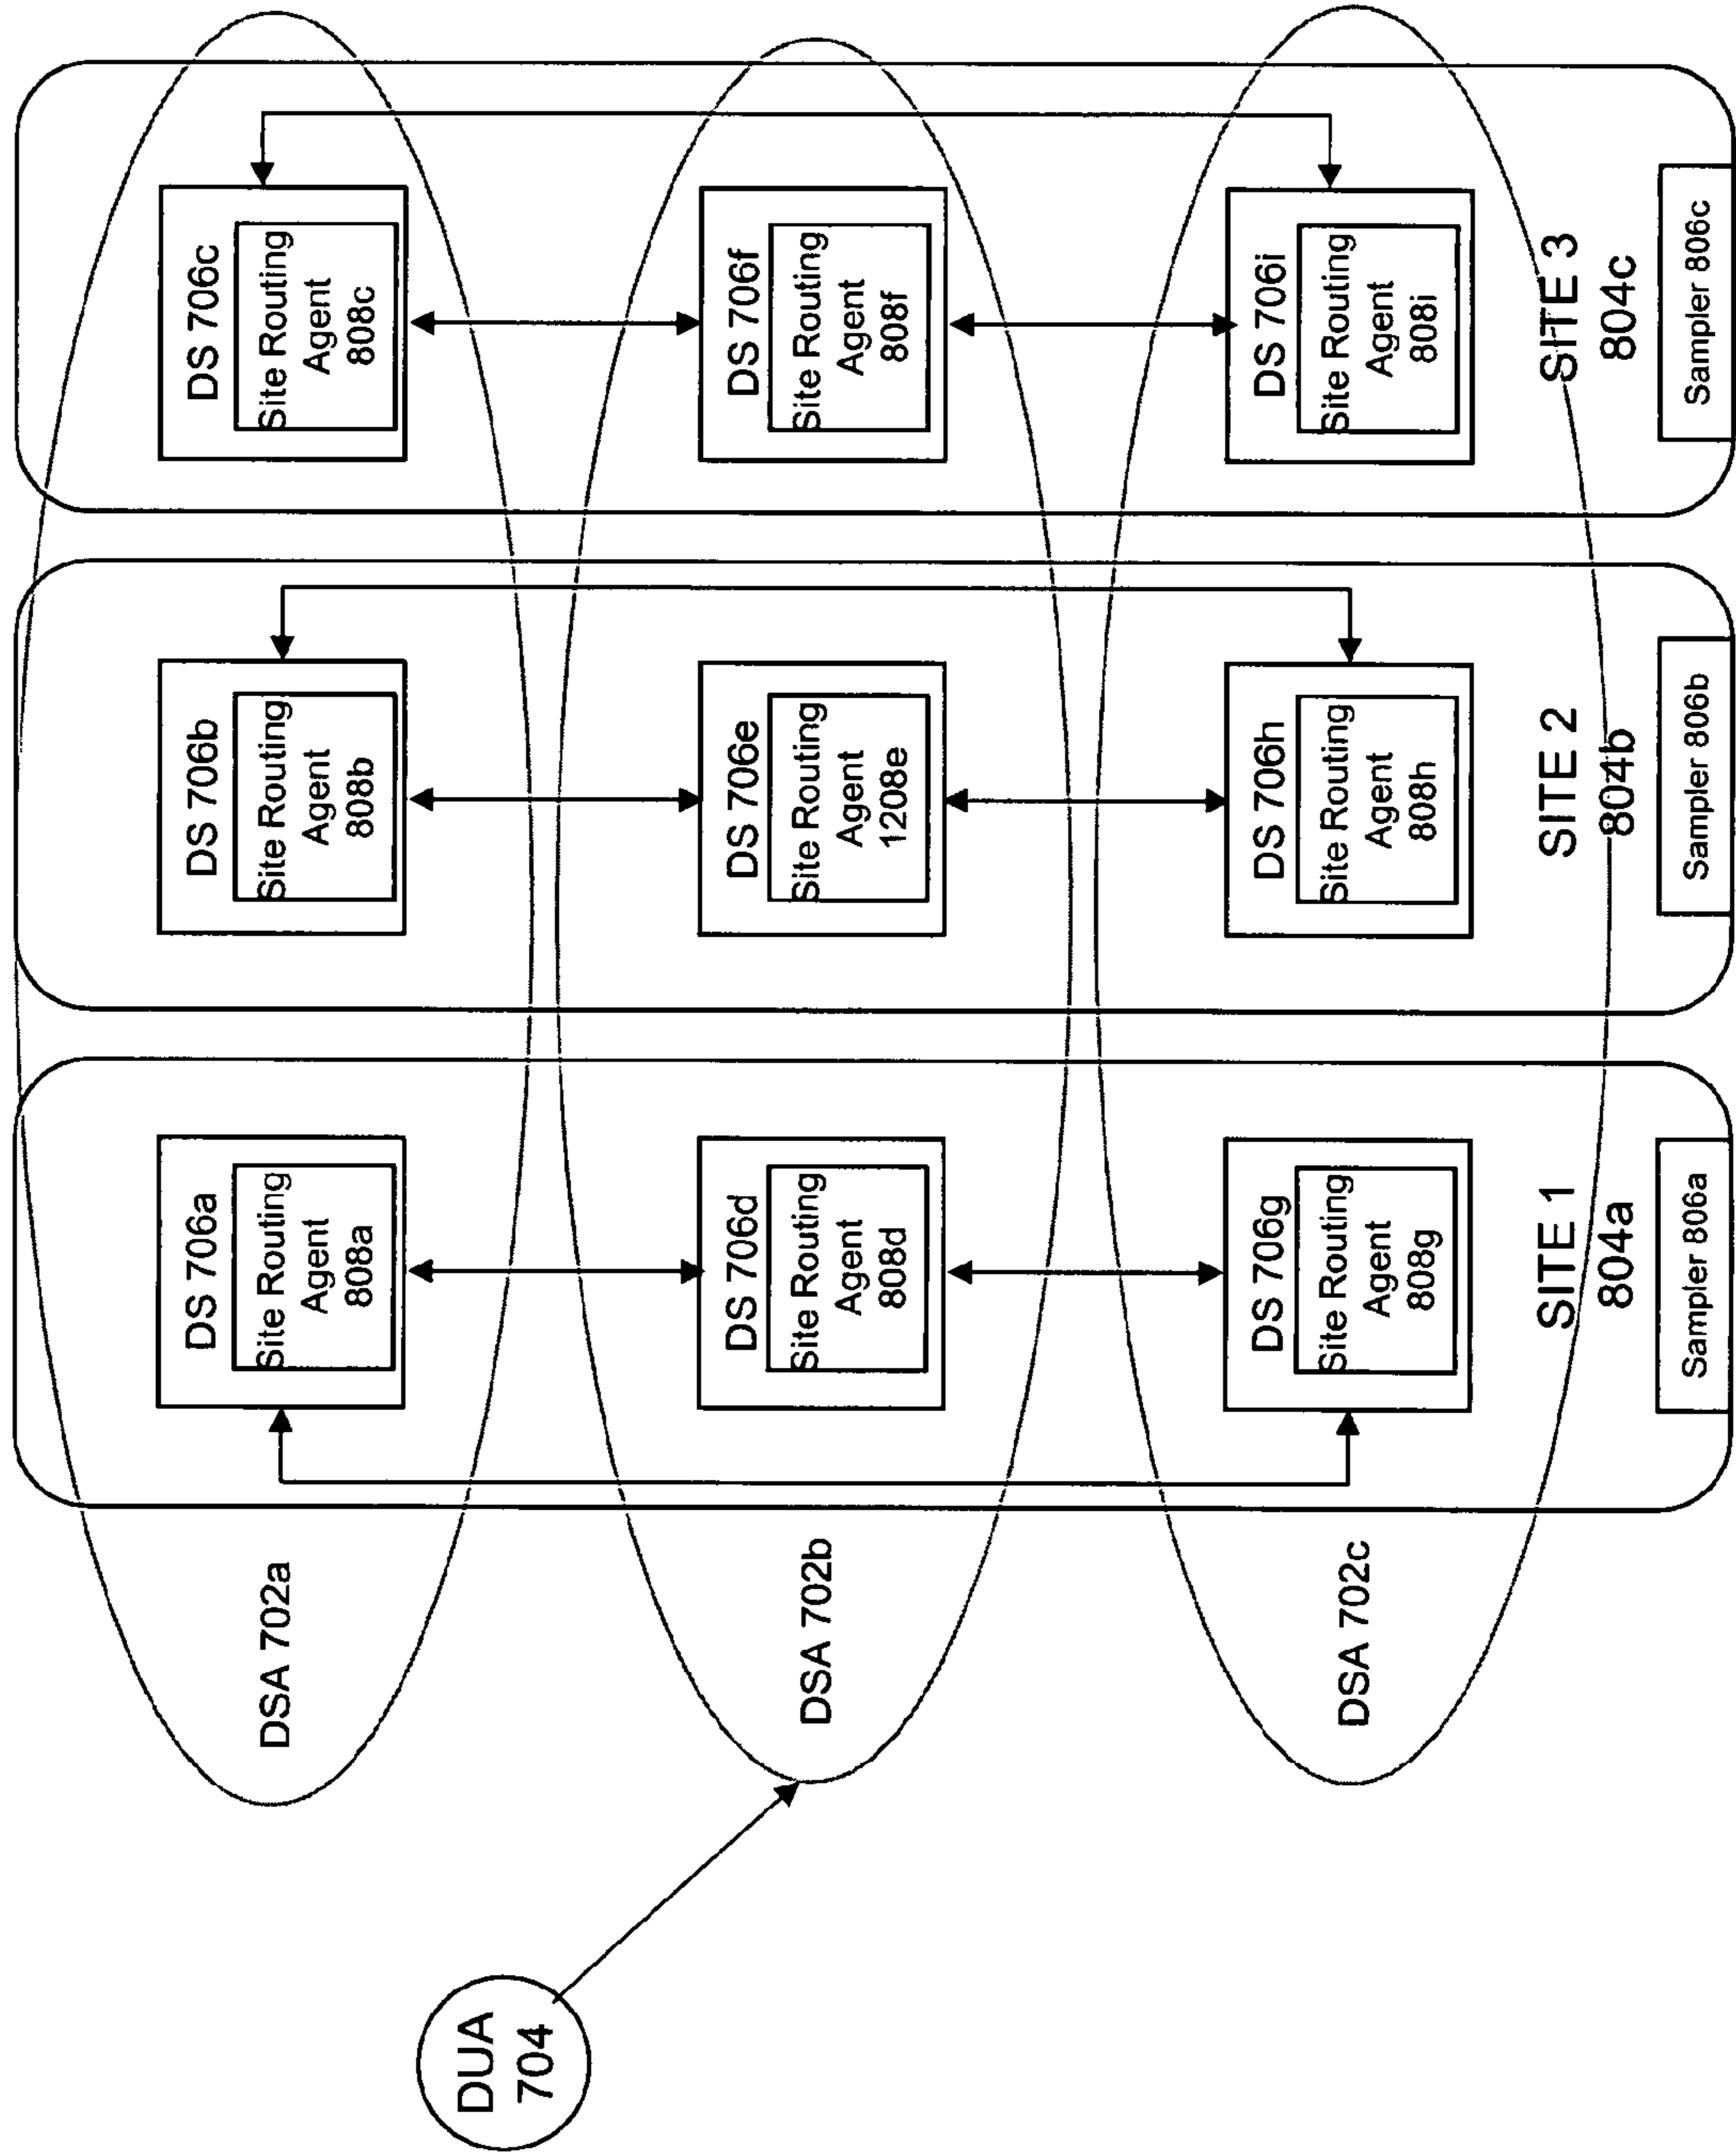 DUA
704
DSA 702a
DS 706a
Site Routing
Agent
808a
DS 706b
Site Routing
Agent
808b
DS 706c
Site Routing
Agent
808c
DSA 702b
DS 706d
Site Routing
Agent
808d
DS 706e
Site Routing
Agent
1208e
DS 706f
Site Routing
Agent
808f
DSA 702c
DS 706g
Site Routing
Agent
808g
DS 706h
Site Routing
Agent
808h
DS 706i
Site Routing
Agent
808i
SITE 1
804a
SITE 2
804b
SITE 3
804c
Sampler 806a
Sampler 806b
Sampler 806c